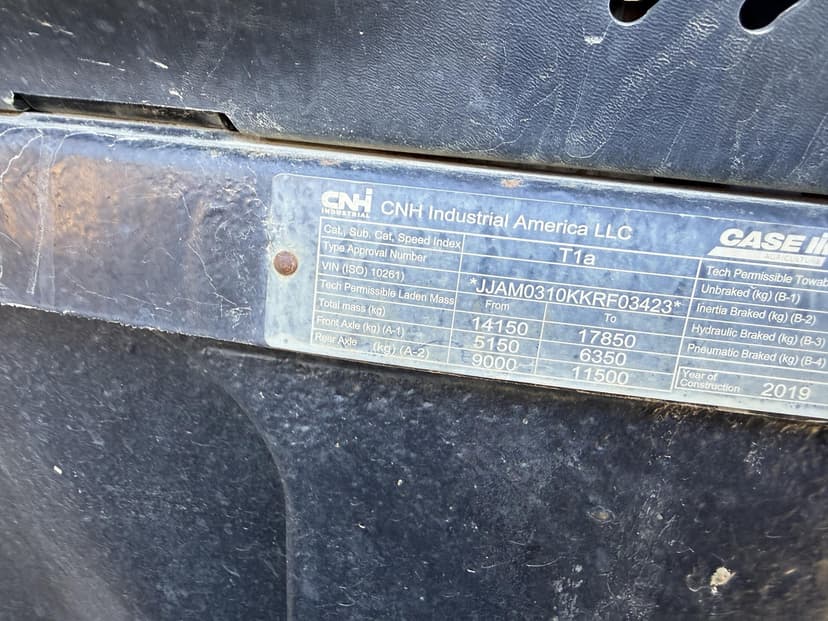 CNH INDUSTRIAL CNH Industrial America LLC CASE IH AGRICULTURE
Cat., Sub. Cat, Speed Index T1a
Type Approval Number
VIN (ISO) 10261) *JJAM0310KKRF03423*
Tech Permissible Laden Mass From To
Total mass (kg) 14150 17850
Front Axle (kg) (A-1) 5150 6350
Rear Axle (kg) (A-2) 9000 11500
Tech Permissible
Unbraked (kg) (B-1)
Inertia Braked (kg) (B-2)
Hydraulic Braked (kg) (B-3)
Pneumatic Braked (kg) (B-4)
Year of Construction 2019